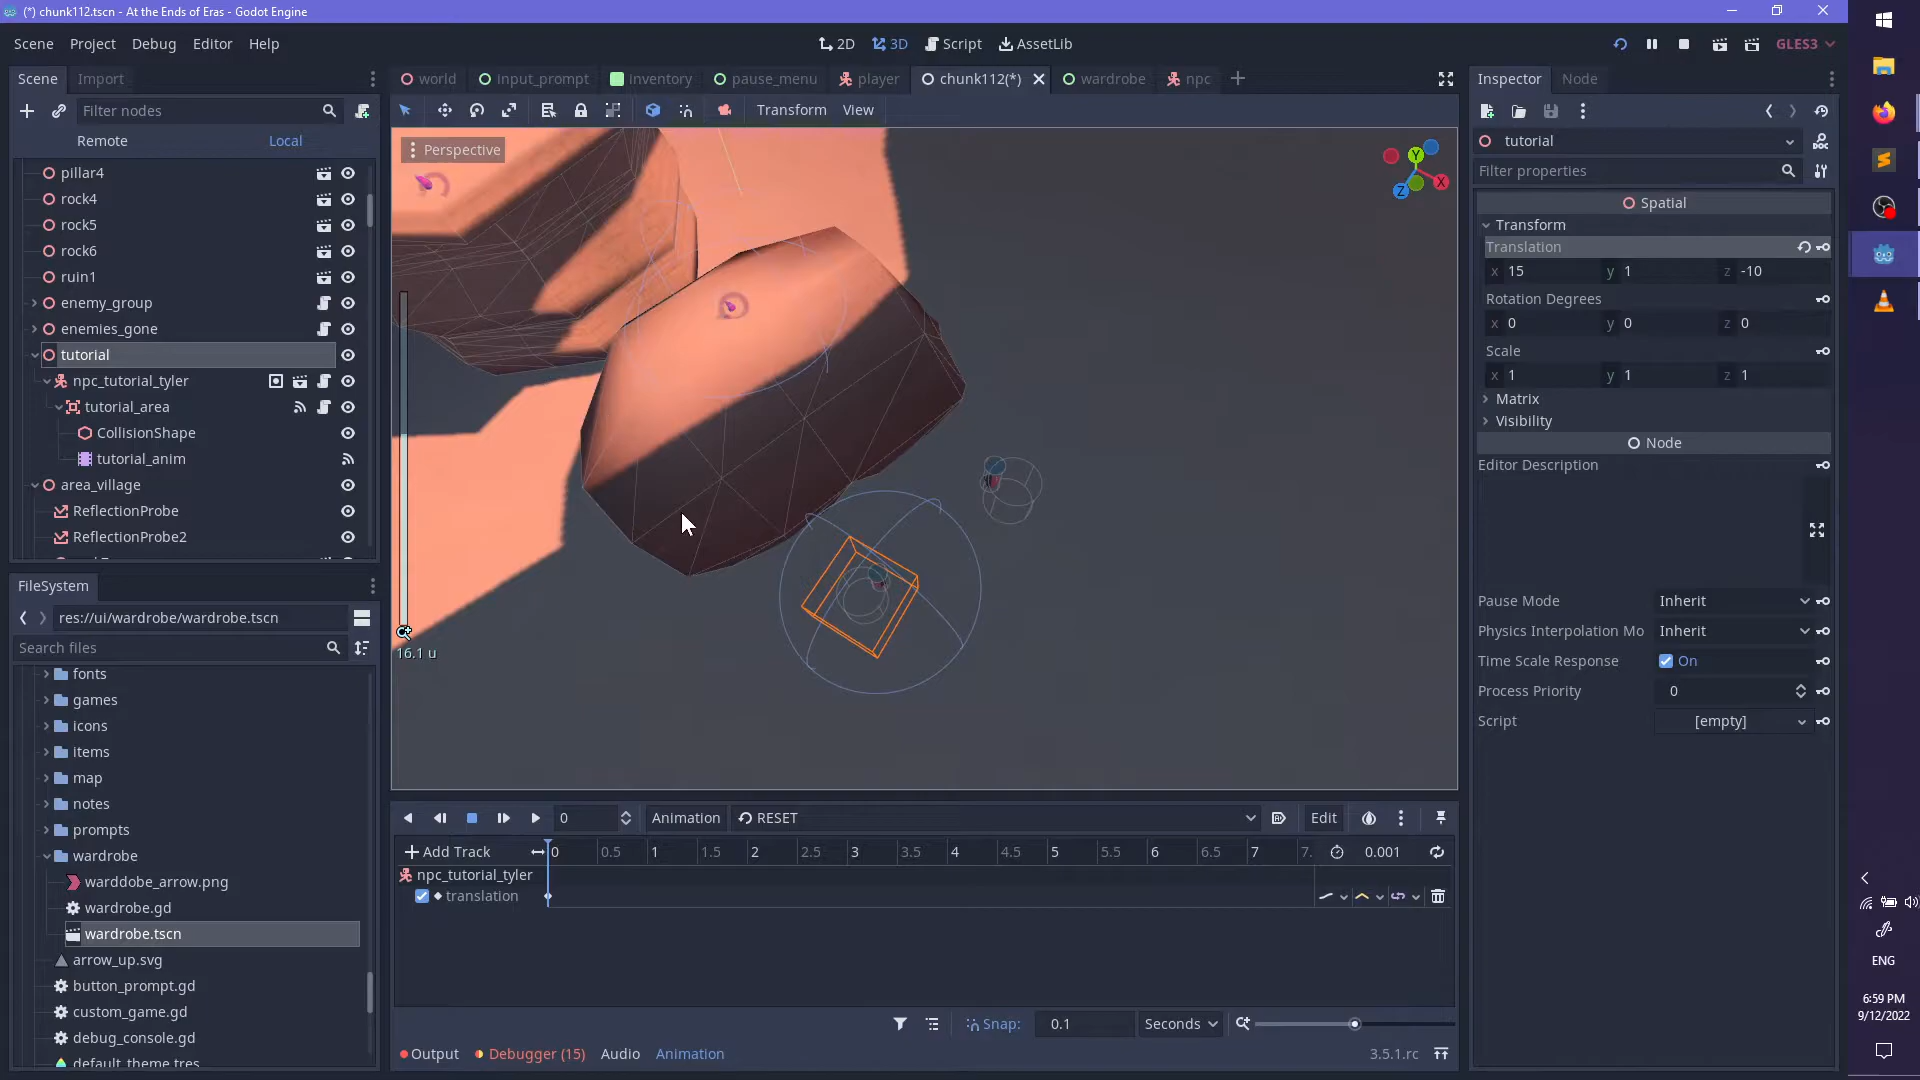 (*) chunk112.tscn - At the Ends of Eras - Godot Engine
Scene Project Debug Editor Help
2D 3D Script AssetLib
GLES3
Scene Import
world input_prompt inventory pause_menu player chunk112(*) wardrobe npc
Inspector Node
Filter nodes
Transform View
Remote Local
Perspective
Y
X
Z
tutorial
Filter properties
pillar4
rock4
rock5
rock6
ruin1
enemy_group
enemies_gone
tutorial
npc_tutorial_tyler
tutorial_area
CollisionShape
tutorial_anim
area_village
ReflectionProbe
ReflectionProbe2
16.1 u
Spatial
Transform
Translation
x 15 y 1 z -10
Rotation Degrees
x 0 y 0 z 0
Scale
x 1 y 1 z 1
Matrix
Visibility
Node
Editor Description
Pause Mode Inherit
Physics Interpolation Mo Inherit
Time Scale Response On
Process Priority 0
Script [empty]
FileSystem
res://ui/wardrobe/wardrobe.tscn
Search files
fonts
games
icons
items
map
notes
prompts
wardrobe
warddobe_arrow.png
wardrobe.gd
wardrobe.tscn
arrow_up.svg
button_prompt.gd
custom_game.gd
debug_console.gd
default_theme.tres
0 Animation RESET Edit
Add Track 0 0.5 1 1.5 2 2.5 3 3.5 4 4.5 5 5.5 6 6.5 7 7. 0.001
npc_tutorial_tyler
translation
Snap: 0.1 Seconds
Output Debugger (15) Audio Animation 3.5.1.rc
ENG
6:59 PM
9/12/2022